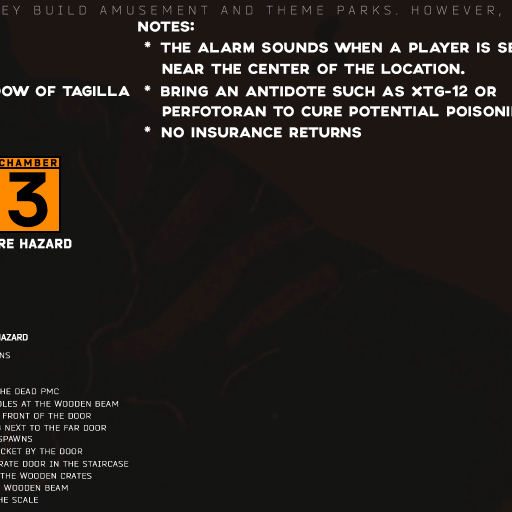 EY BUILD AMUSEMENT AND THEME PARKS. HOWEVER,
NOTES:
* THE ALARM SOUNDS WHEN A PLAYER IS SE
NEAR THE CENTER OF THE LOCATION.
OW OF TAGILLA
* BRING AN ANTIDOTE SUCH AS XTG-12 OR
PERFOTORAN TO CURE POTENTIAL POISONI
* NO INSURANCE RETURNS
CHAMBER
3
RE HAZARD
HAZARD
NS
HE DEAD PMC
DLES AT THE WOODEN BEAM
FRONT OF THE DOOR
NEXT TO THE FAR DOOR
SPAWNS
CKET BY THE DOOR
RATE DOOR IN THE STAIRCASE
THE WOODEN CRATES
WOODEN BEAM
HE SCALE